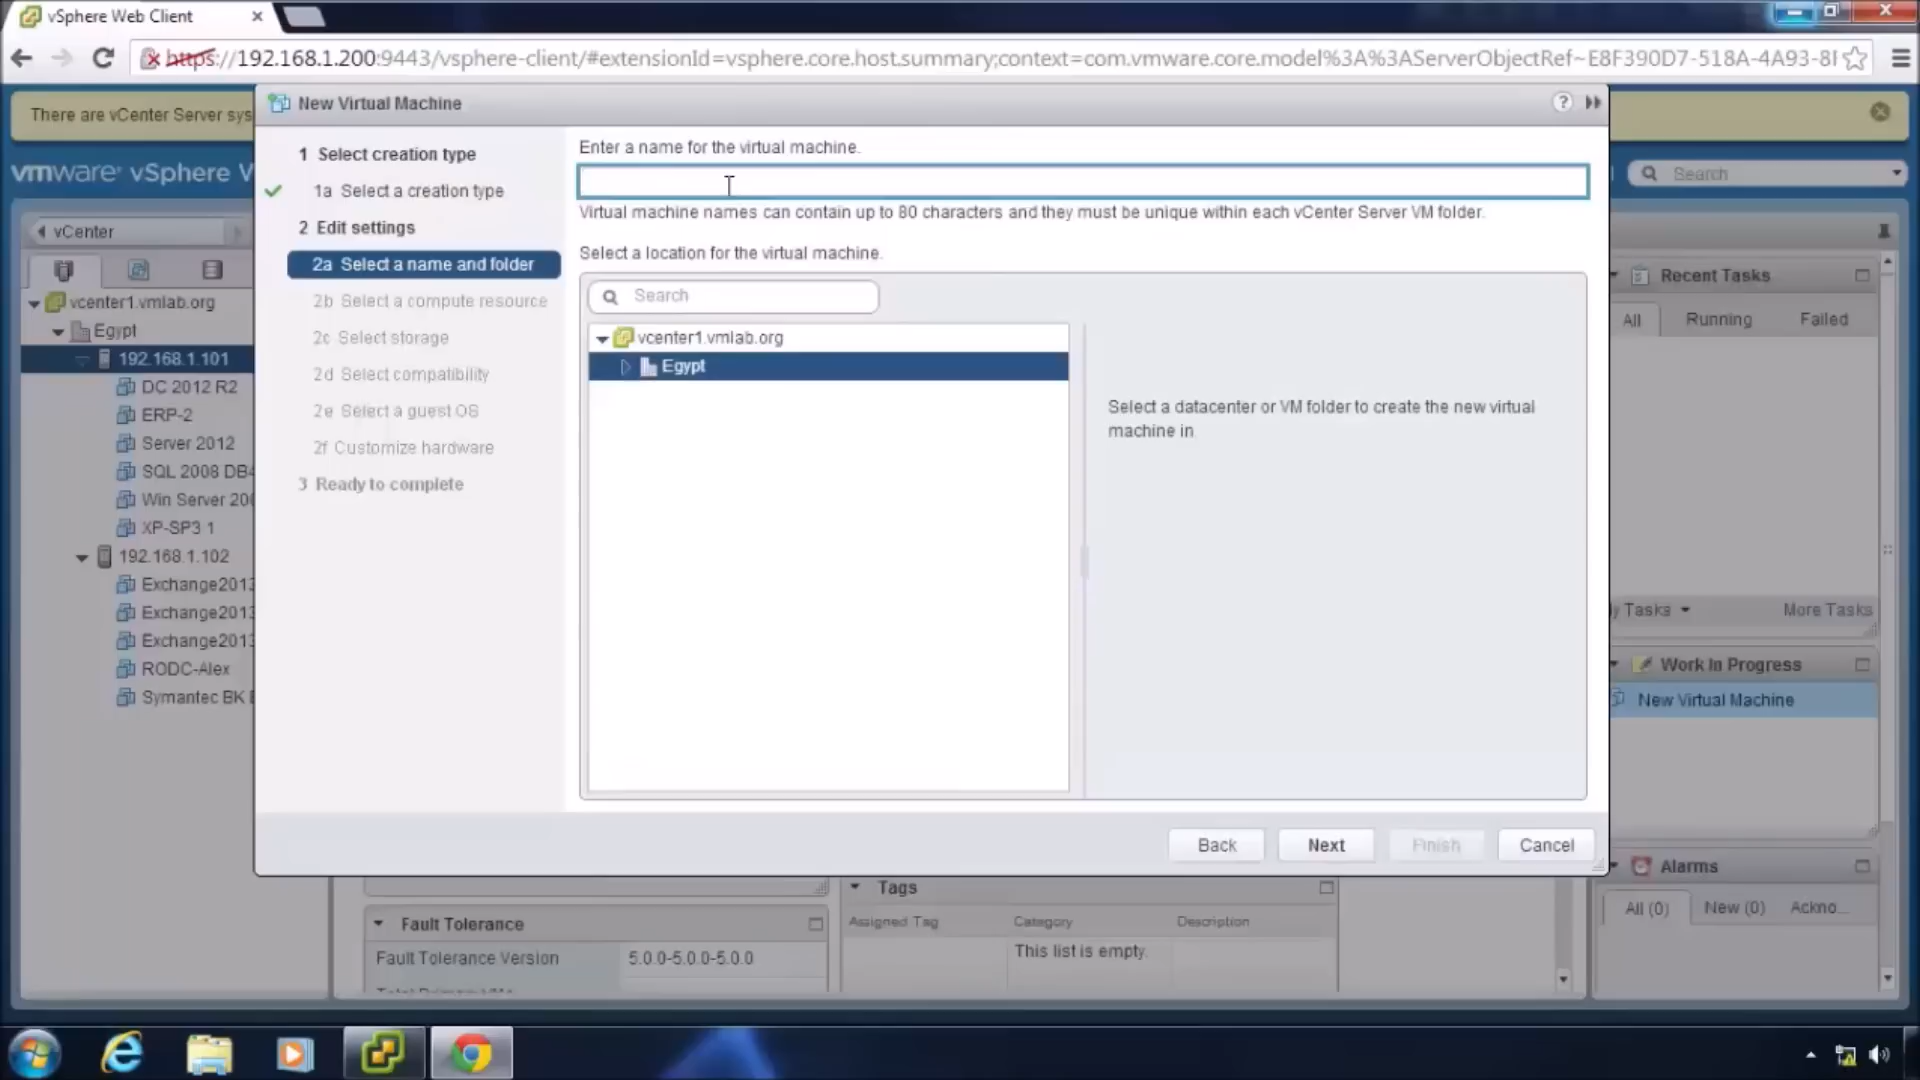 vSphere Web Client
https://192.168.1.200:9443/vsphere-client/#extensionId=vsphere.core.host.summary;context=com.vmware.core.model%3A%3AServerObjectRef~E8F390D7-518A-4A93-8
There are vCenter Server sys
vmware vSphere
Search
vCenter
vcenter1.vmlab.org
Egypt
192.168.1.101
DC 2012 R2
ERP-2
Server 2012
SQL 2008 DB
Win Server 200
XP-SP3 1
192.168.1.102
Exchange2013
Exchange2013
Exchange2013
RODC-Alex
Symantec BK
New Virtual Machine
1 Select creation type
1a Select a creation type
2 Edit settings
2a Select a name and folder
2b Select a compute resource
2c Select storage
2d Select compatibility
2e Select a guest OS
2f Customize hardware
3 Ready to complete
Enter a name for the virtual machine.
Virtual machine names can contain up to 80 characters and they must be unique within each vCenter Server VM folder.
Select a location for the virtual machine.
Search
vcenter1.vmlab.org
Egypt
Select a datacenter or VM folder to create the new virtual
machine in
Back Next Finish Cancel
Recent Tasks
All Running Failed
y Tasks More Tasks
Work In Progress
New Virtual Machine
Alarms
All (0) New (0) Ackno...
Fault Tolerance
Fault Tolerance Version 5.0.0-5.0.0-5.0.0
Tags
Assigned Tag Category Description
This list is empty.